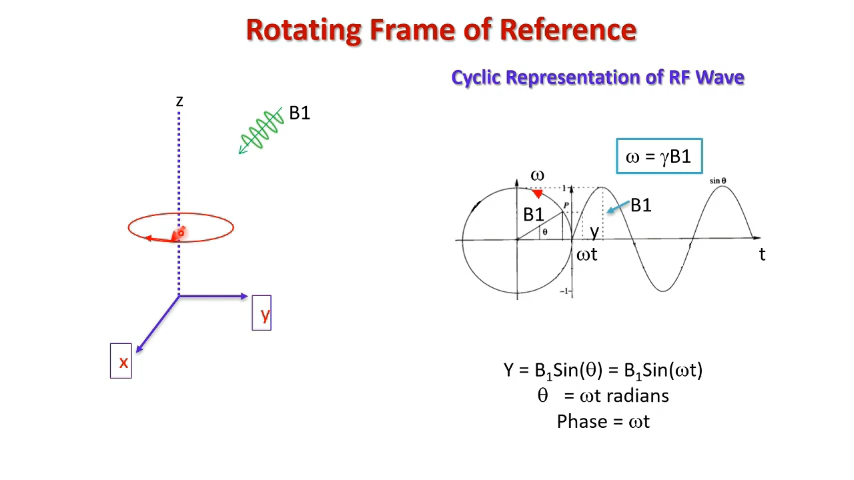 Rotating Frame of Reference
Cyclic Representation of RF Wave
z
B1
ω = γB1
ω
1
sin θ
B1
P
B1
θ
y
ωt
t
−1
y
x
Y = B₁Sin(θ) = B₁Sin(ωt)
θ = ωt radians
Phase = ωt